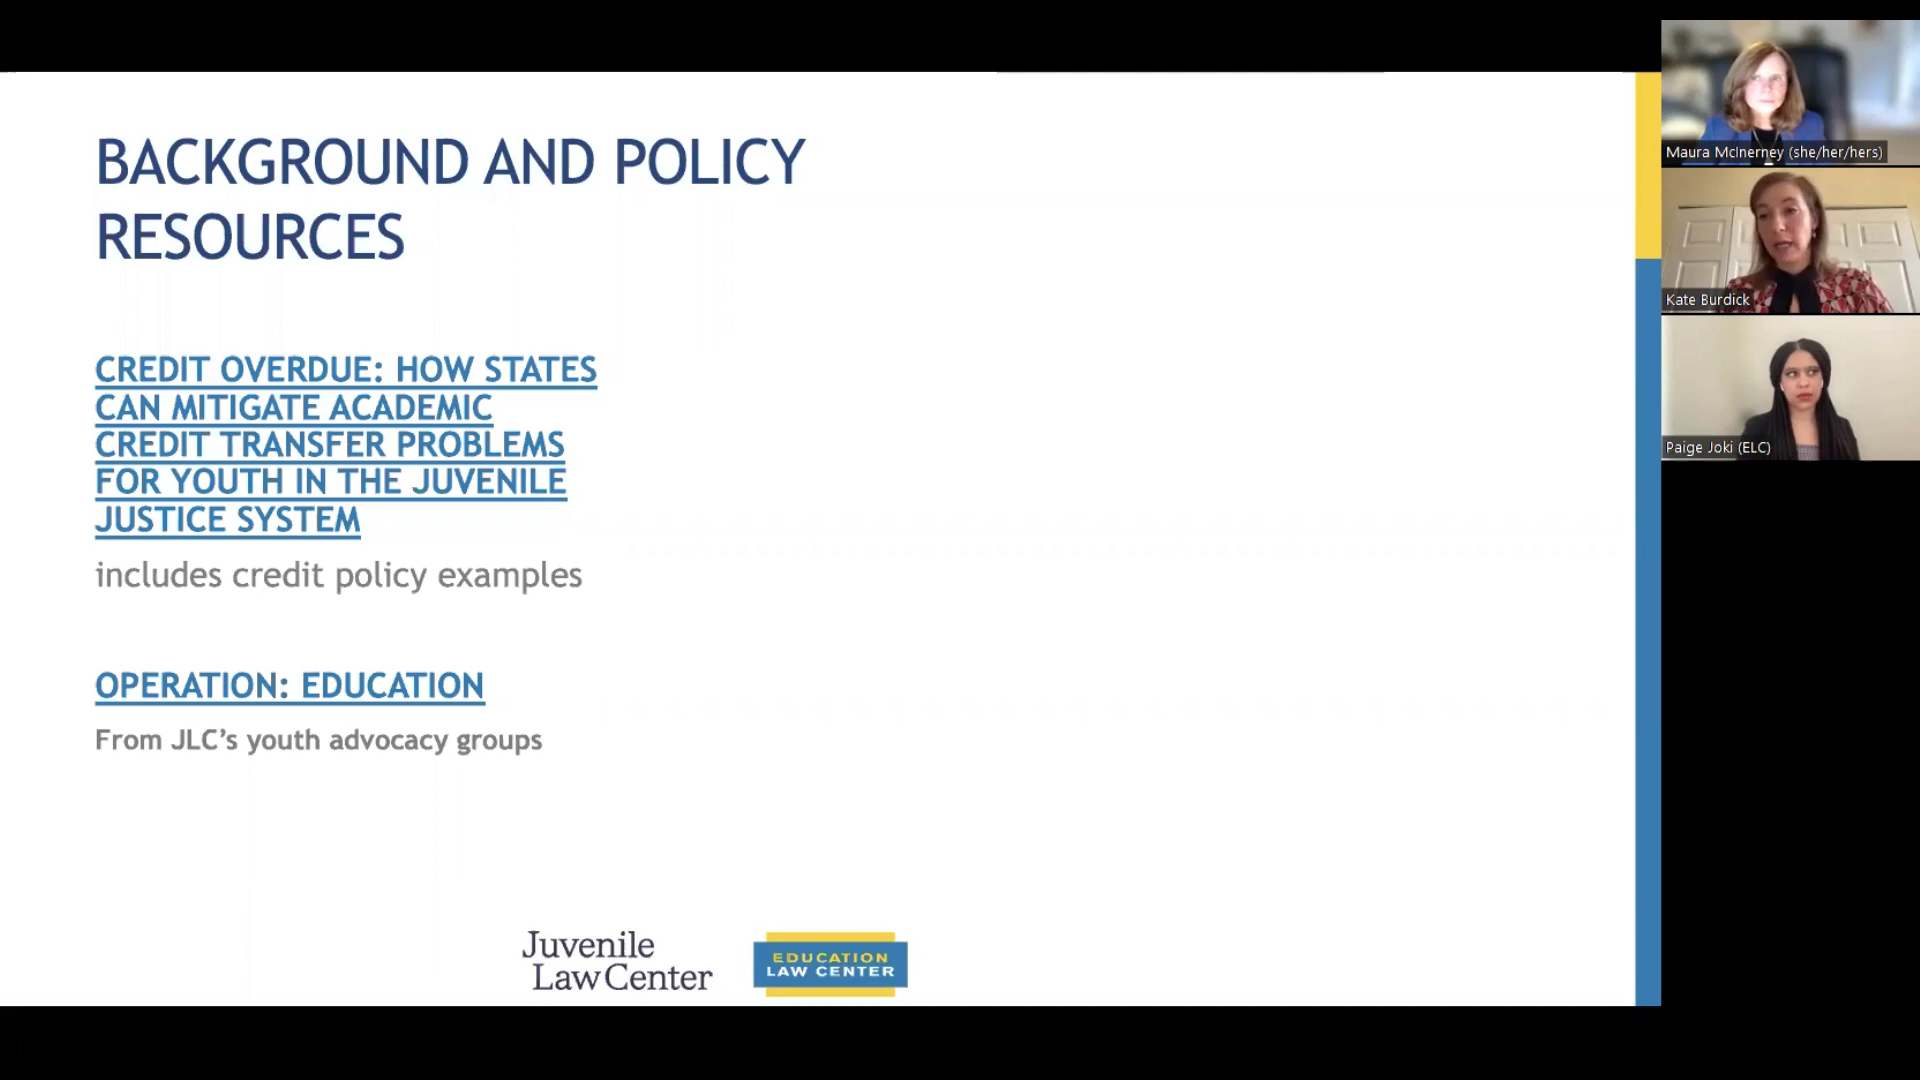 BACKGROUND AND POLICY
RESOURCES
CREDIT OVERDUE: HOW STATES
CAN MITIGATE ACADEMIC
CREDIT TRANSFER PROBLEMS
FOR YOUTH IN THE JUVENILE
JUSTICE SYSTEM
includes credit policy examples
OPERATION: EDUCATION
From JLC’s youth advocacy groups
Juvenile
Law Center
EDUCATION
LAW CENTER
Maura McInerney (she/her/hers)
Kate Burdick
Paige Joki (ELC)